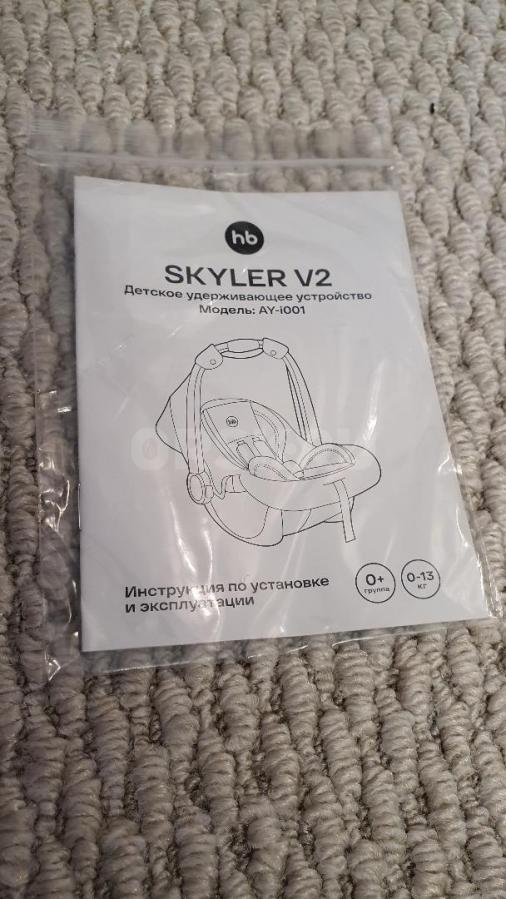 hb
SKYLER V2
Детское удерживающее устройство
Модель: AY-i001
hb
Инструкция по установке
и эксплуатации
0+
группа
0-13
кг